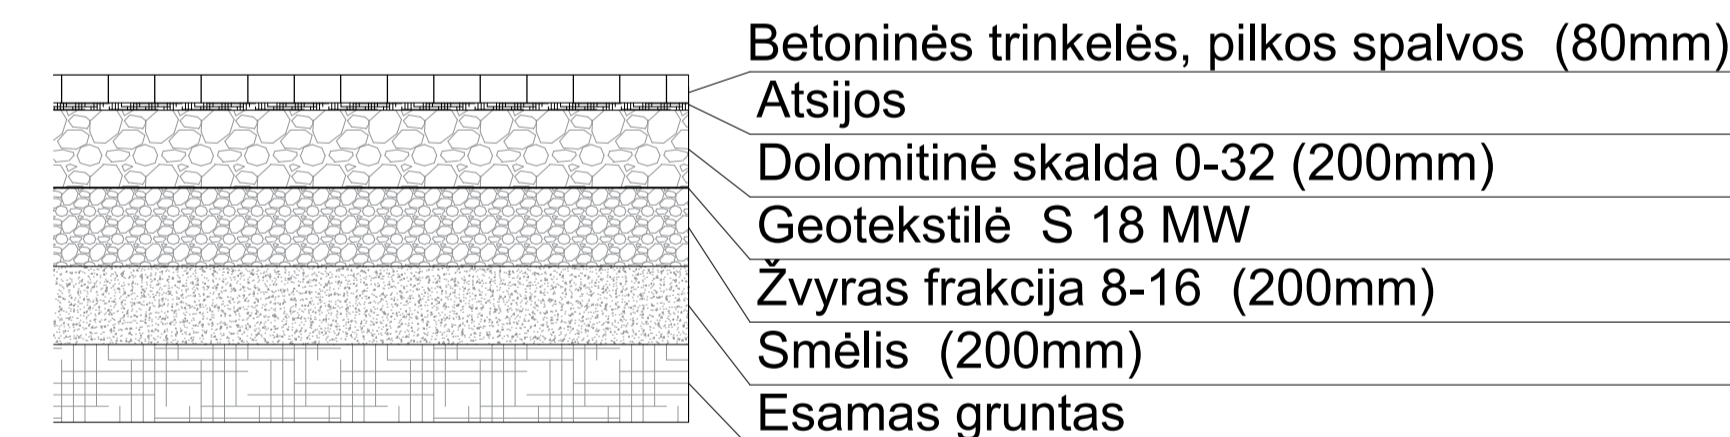 Betoninės trinkelės, pilkos spalvos (80mm)
Atsijos
Dolomitinė skalda 0-32 (200mm)
Geotekstilė S 18 MW
Žvyras frakcija 8-16 (200mm)
Smėlis (200mm)
Esamas gruntas